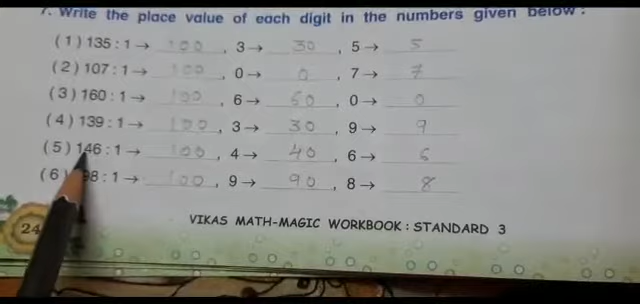 7. Write the place value of each digit in the numbers given below :
(1) 135 : 1→ 100 , 3→ 30 , 5→ 5
(2) 107 : 1→ 100 , 0→ 0 , 7→ 7
(3) 160 : 1→ 100 , 6→ 60 , 0→ 0
(4) 139 : 1→ 100 , 3→ 30 , 9→ 9
(5) 146 : 1→ 100 , 4→ 40 , 6→ 6
(6) 98 : 1→ 100 , 9→ 90 , 8→ 8
24 VIKAS MATH-MAGIC WORKBOOK : STANDARD 3